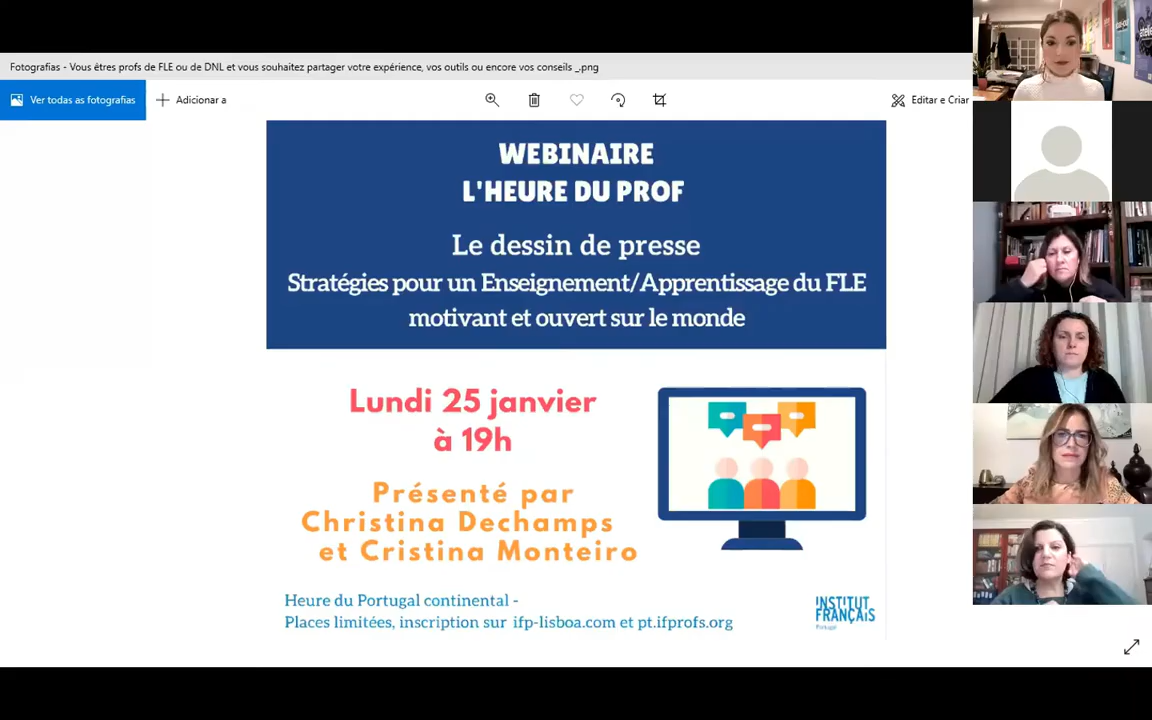 Fotografias - Vous êtres profs de FLE ou de DNL et vous souhaitez partager votre expérience, vos outils ou encore vos conseils _.png
Ver todas as fotografias
Adicionar a
Editar e Criar
WEBINAIRE
L'HEURE DU PROF
Le dessin de presse
Stratégies pour un Enseignement/Apprentissage du FLE
motivant et ouvert sur le monde
Lundi 25 janvier
à 19h
Présenté par
Christina Dechamps
et Cristina Monteiro
Heure du Portugal continental -
Places limitées, inscription sur ifp-lisboa.com et pt.ifprofs.org
INSTITUT
FRANÇAIS
Portugal